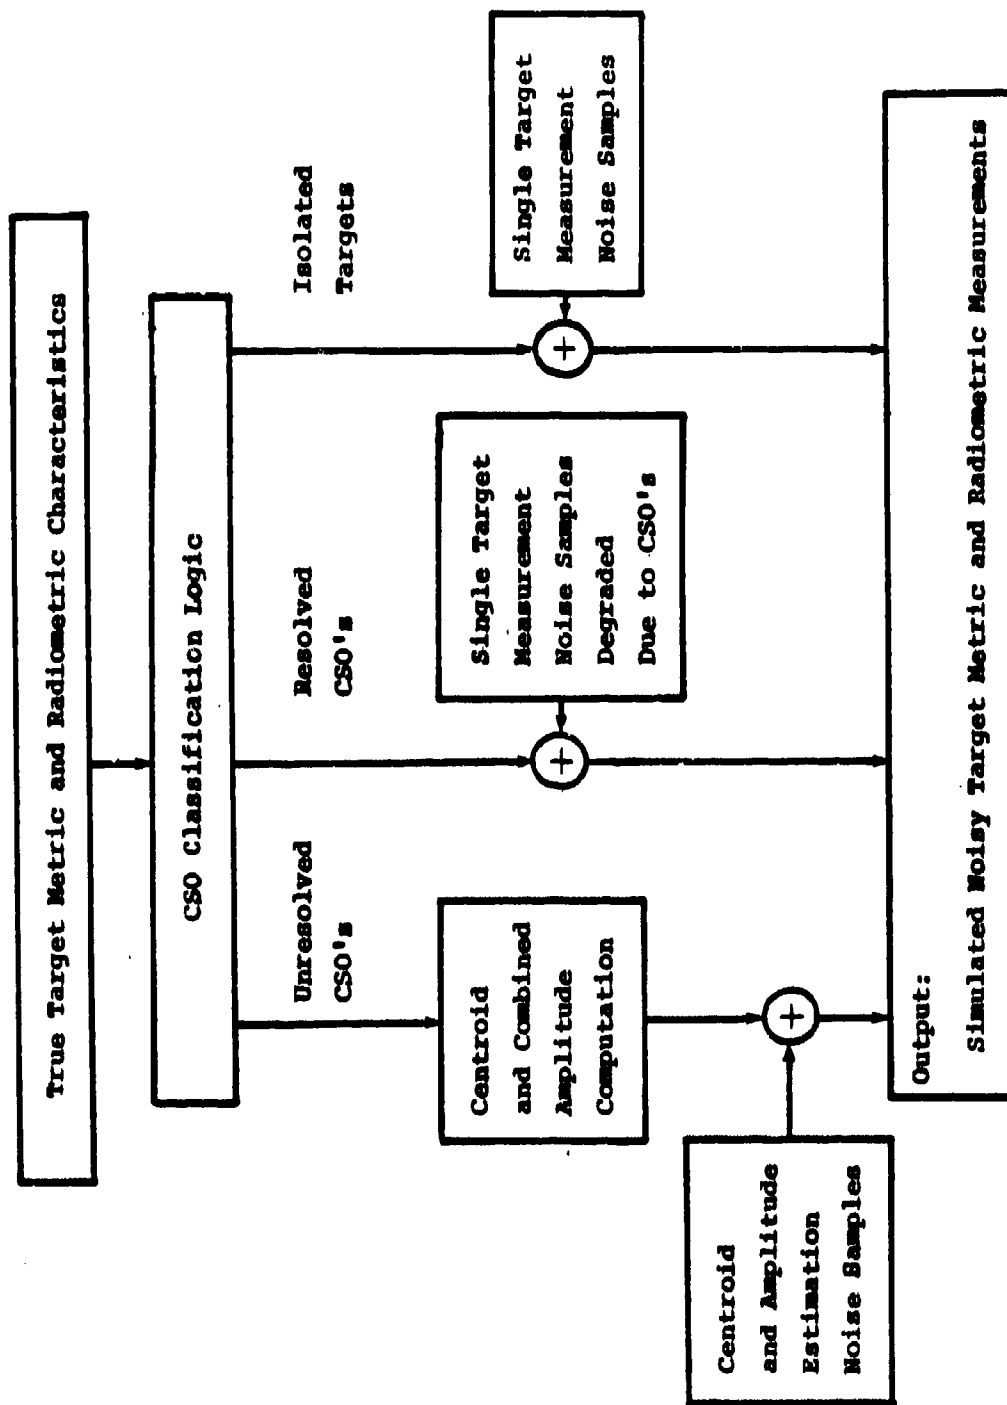 True Target Metric and Radiometric Characteristics
CSO Classification Logic
Unresolved
CSO's
Resolved
CSO's
Isolated
Targets
Centroid
and Combined
Amplitude
Computation
Single Target
Measurement
Noise Samples
Degraded
Due to CSO's
Single Target
Measurement
Noise Samples
+
+
+
Centroid
and Amplitude
Estimation
Noise Samples
Output:
Simulated Noisy Target Metric and Radiometric Measurements